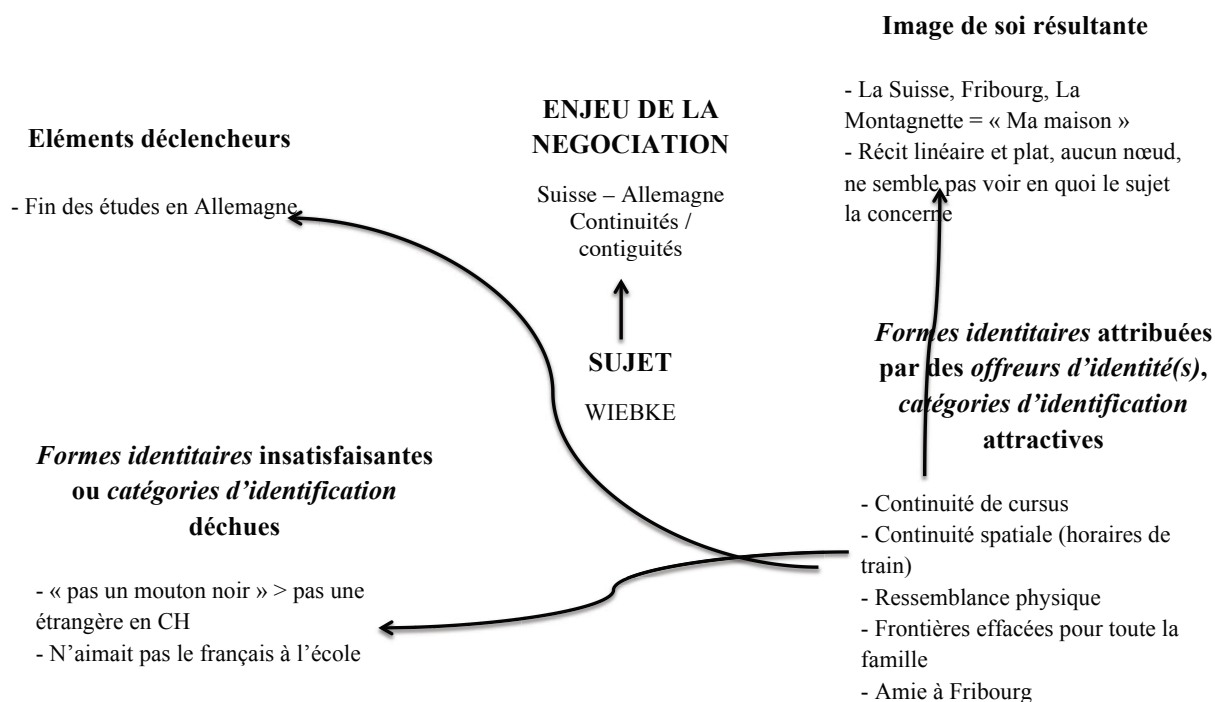 Image de soi résultante
- La Suisse, Fribourg, La
Montagnette = « Ma maison »
- Récit linéaire et plat, aucun nœud,
ne semble pas voir en quoi le sujet
la concerne
ENJEU DE LA
NEGOCIATION
Suisse – Allemagne
Continuités /
contiguités
Eléments déclencheurs
- Fin des études en Allemagne
SUJET
WIEBKE
Formes identitaires attribuées
par des offreurs d’identité(s),
catégories d’identification
attractives
- Continuité de cursus
- Continuité spatiale (horaires de
train)
- Ressemblance physique
- Frontières effacées pour toute la
famille
- Amie à Fribourg
Formes identitaires insatisfaisantes
ou catégories d’identification
déchues
- « pas un mouton noir » > pas une
étrangère en CH
- N’aimait pas le français à l’école